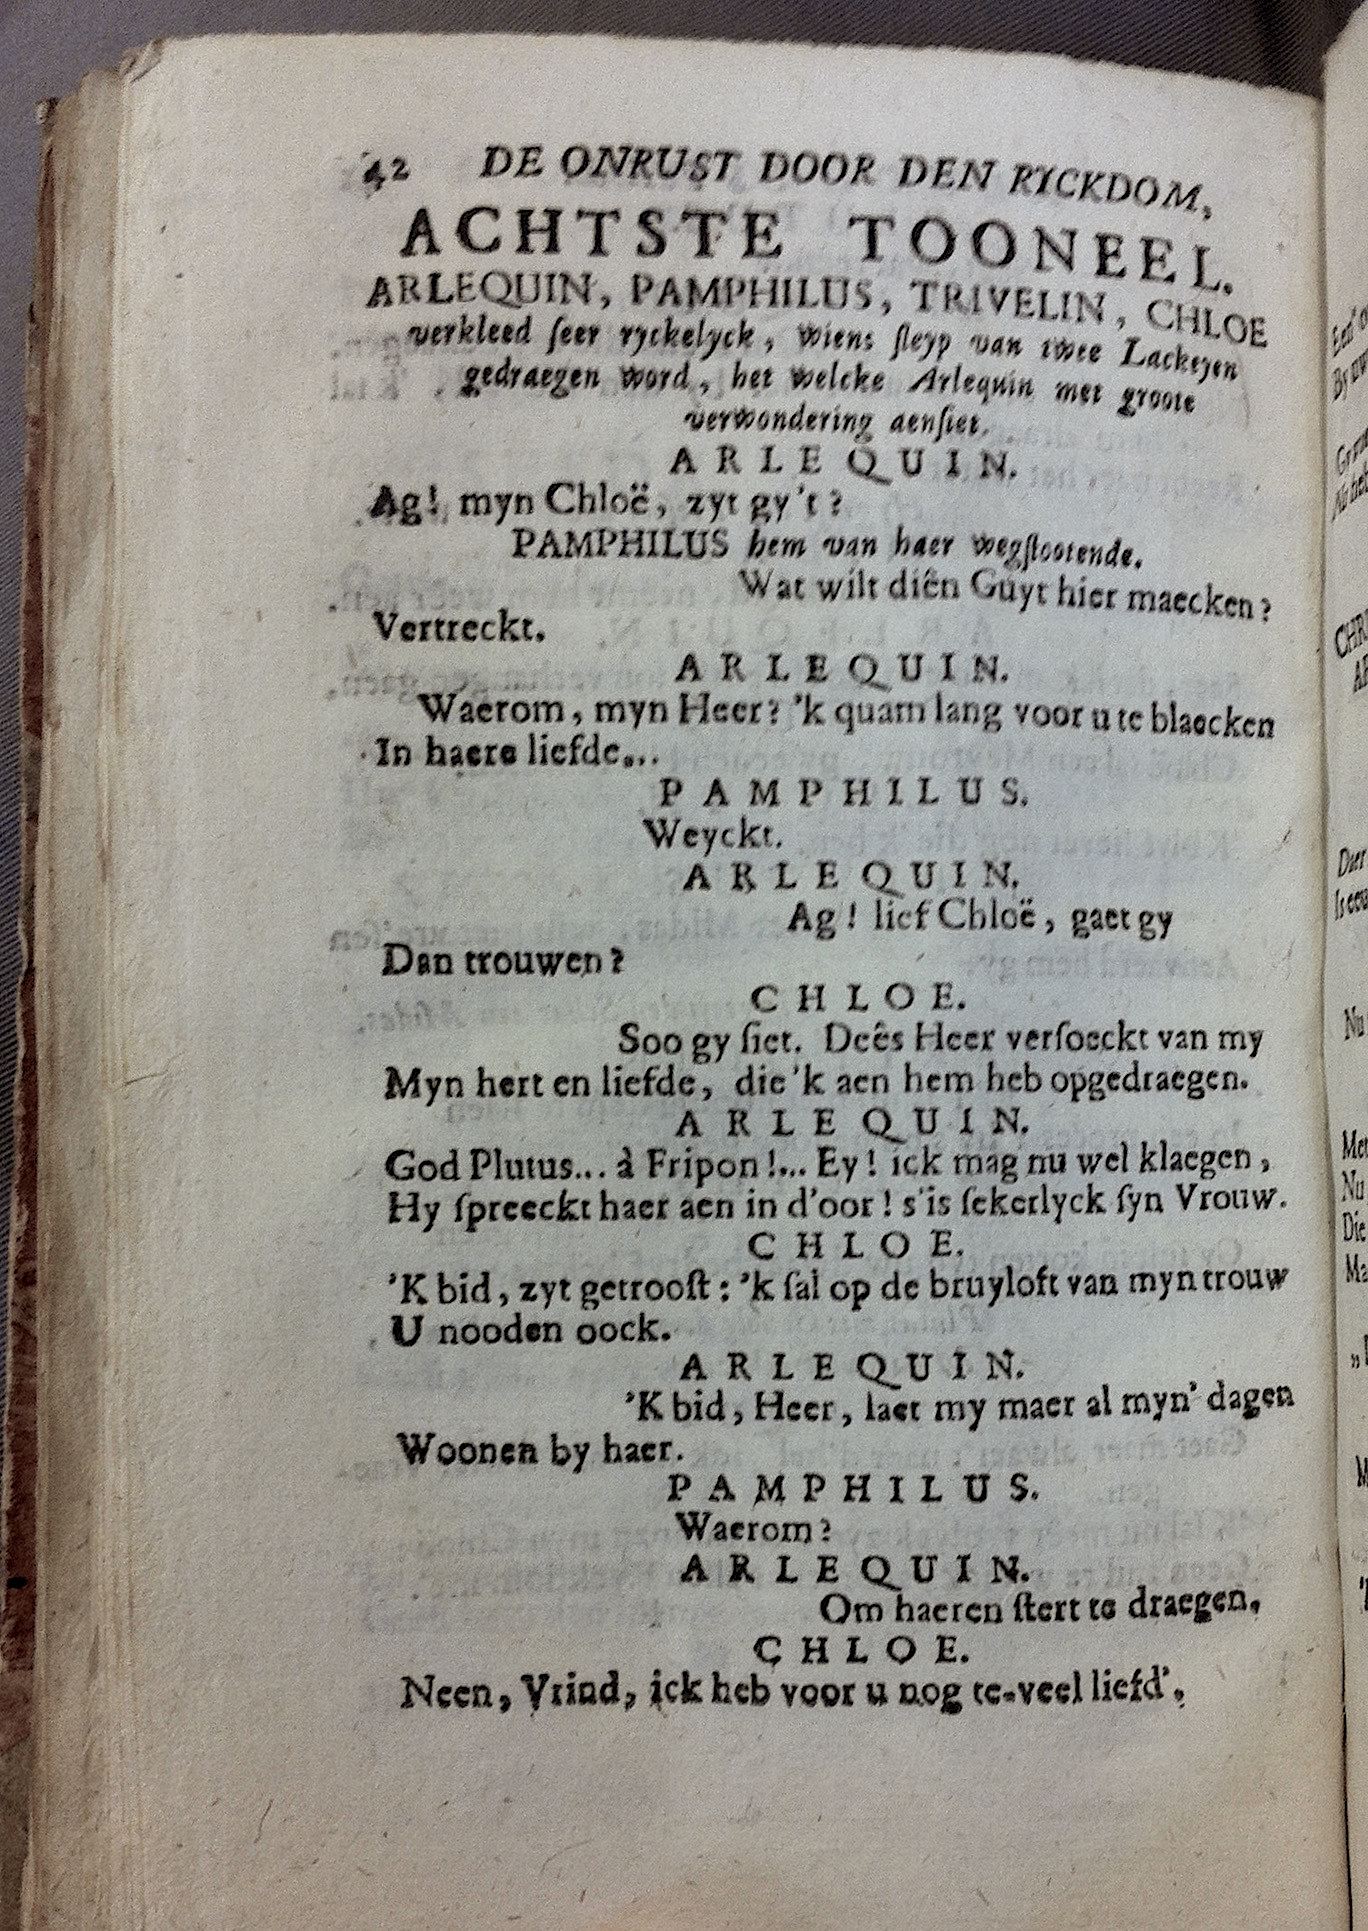 42 DE ONRUST DOOR DEN RYCKDOM,
ACHTSTE TOONEEL.
ARLEQUIN, PAMPHILUS, TRIVELIN, CHLOE
verkleed ſeer ryckelyck, wiens ſleyp van twee Lackeyen
gedraegen word, het welcke Arlequin met groote
verwondering aenſiet.
ARLEQUIN.
Ag! myn Chloë, zyt gy't?
PAMPHILUS hem van haer wegſtootende.
Wat wilt diên Guyt hier maecken?
Vertreckt.
ARLEQUIN.
Waerom, myn Heer? 'k quam lang voor u te blaecken
In haere liefde...
PAMPHILUS.
Weyckt.
ARLEQUIN.
Ag! lief Chloë, gaet gy
Dan trouwen?
CHLOE.
Soo gy ſiet. Deês Heer verſoeckt van my
Myn hert en liefde, die 'k aen hem heb opgedraegen.
ARLEQUIN.
God Plutus... à Fripon!... Ey! ick mag nu wel klaegen,
Hy ſpreeckt haer aen in d'oor! s'is ſekerlyck ſyn Vrouw.
CHLOE.
'K bid, zyt getrooſt: 'k ſal op de bruyloft van myn trouw
U nooden oock.
ARLEQUIN.
'K bid, Heer, laet my maer al myn' dagen
Woonen by haer.
PAMPHILUS.
Waerom?
ARLEQUIN.
Om haeren ſtert te draegen.
CHLOE.
Neen, Vrind, ick heb voor u nog te-veel liefd',